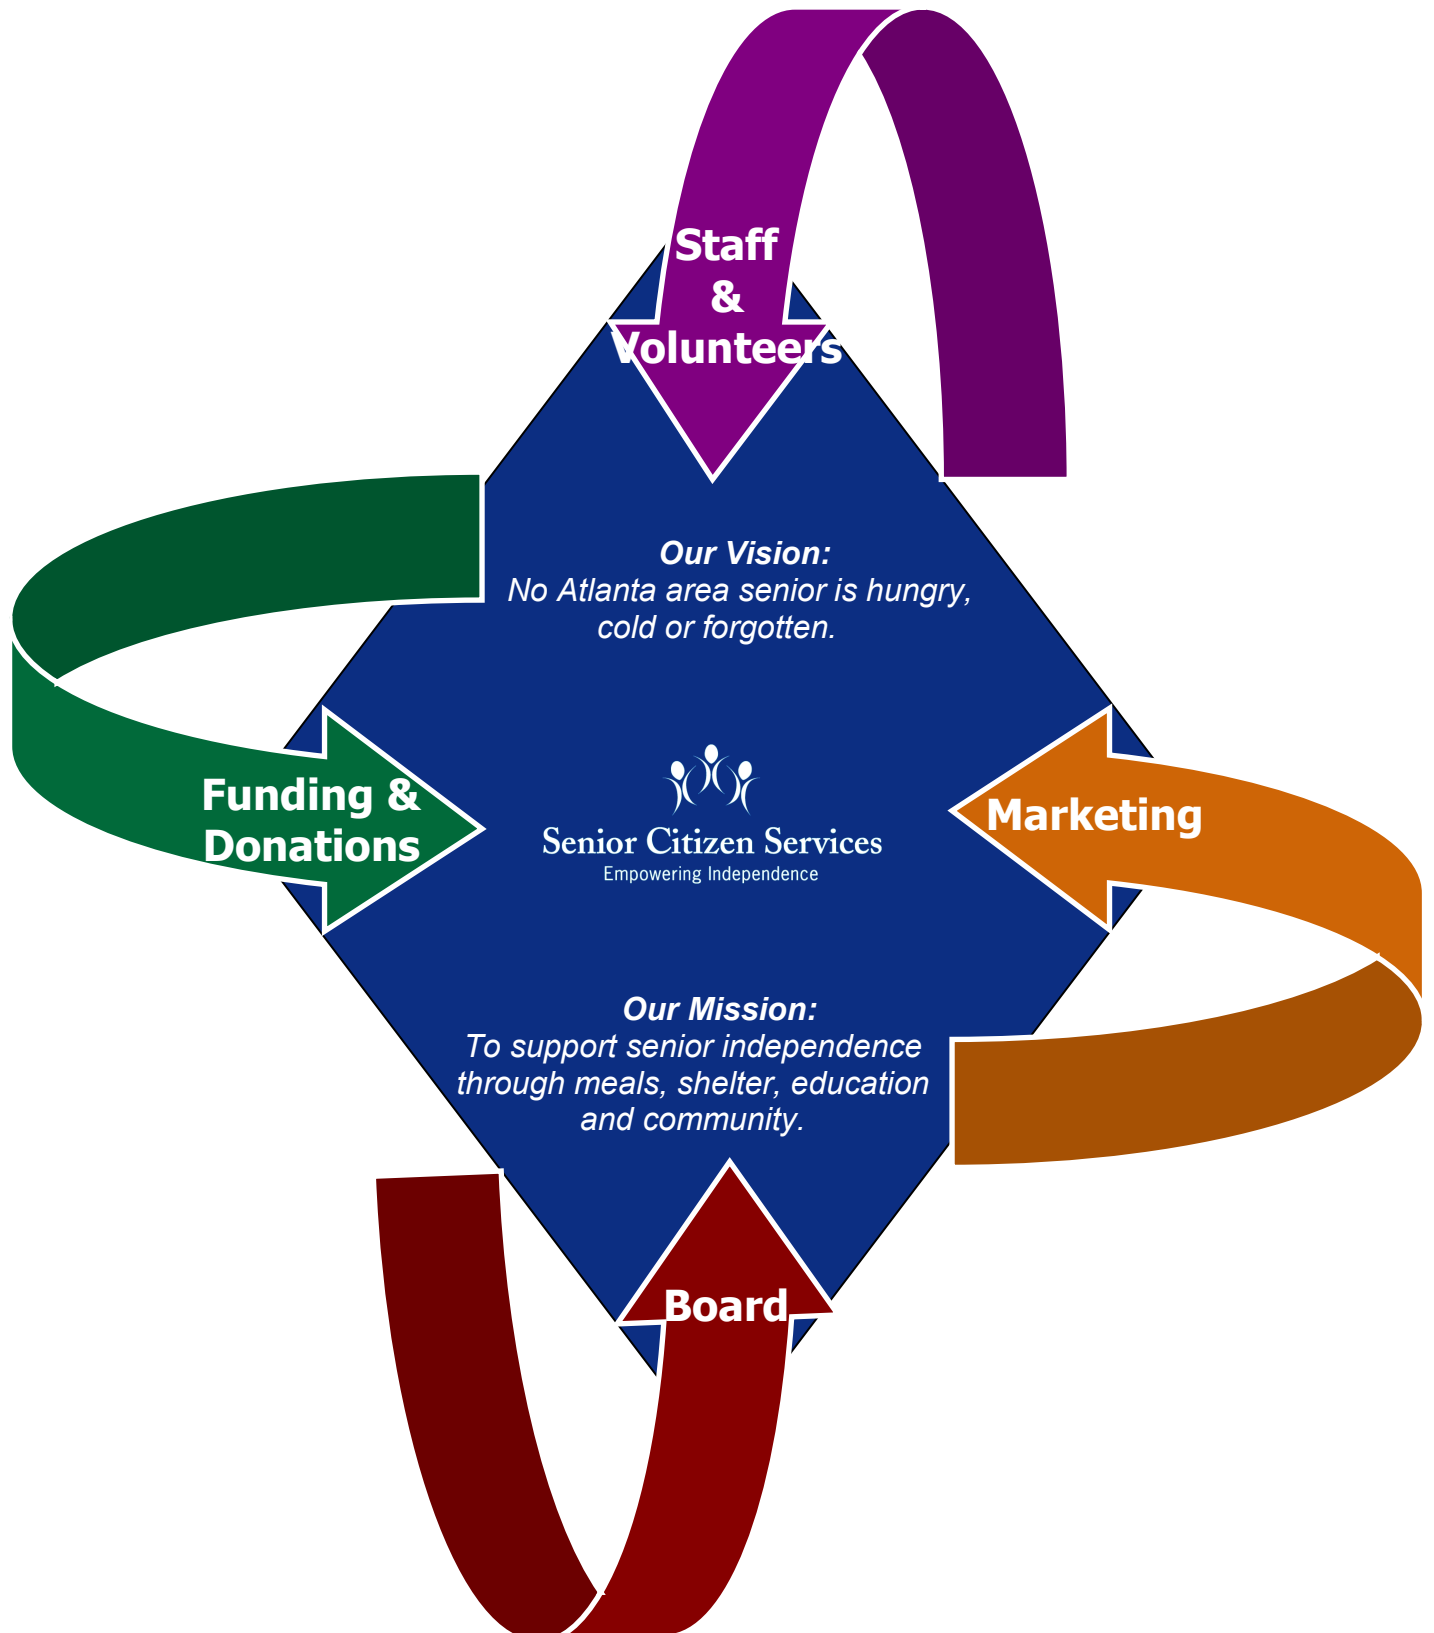 Staff
&
Volunteers
Our Vision:
No Atlanta area senior is hungry,
cold or forgotten.
Funding &
Donations
Senior Citizen Services
Empowering Independence
Marketing
Our Mission:
To support senior independence
through meals, shelter, education
and community.
Board